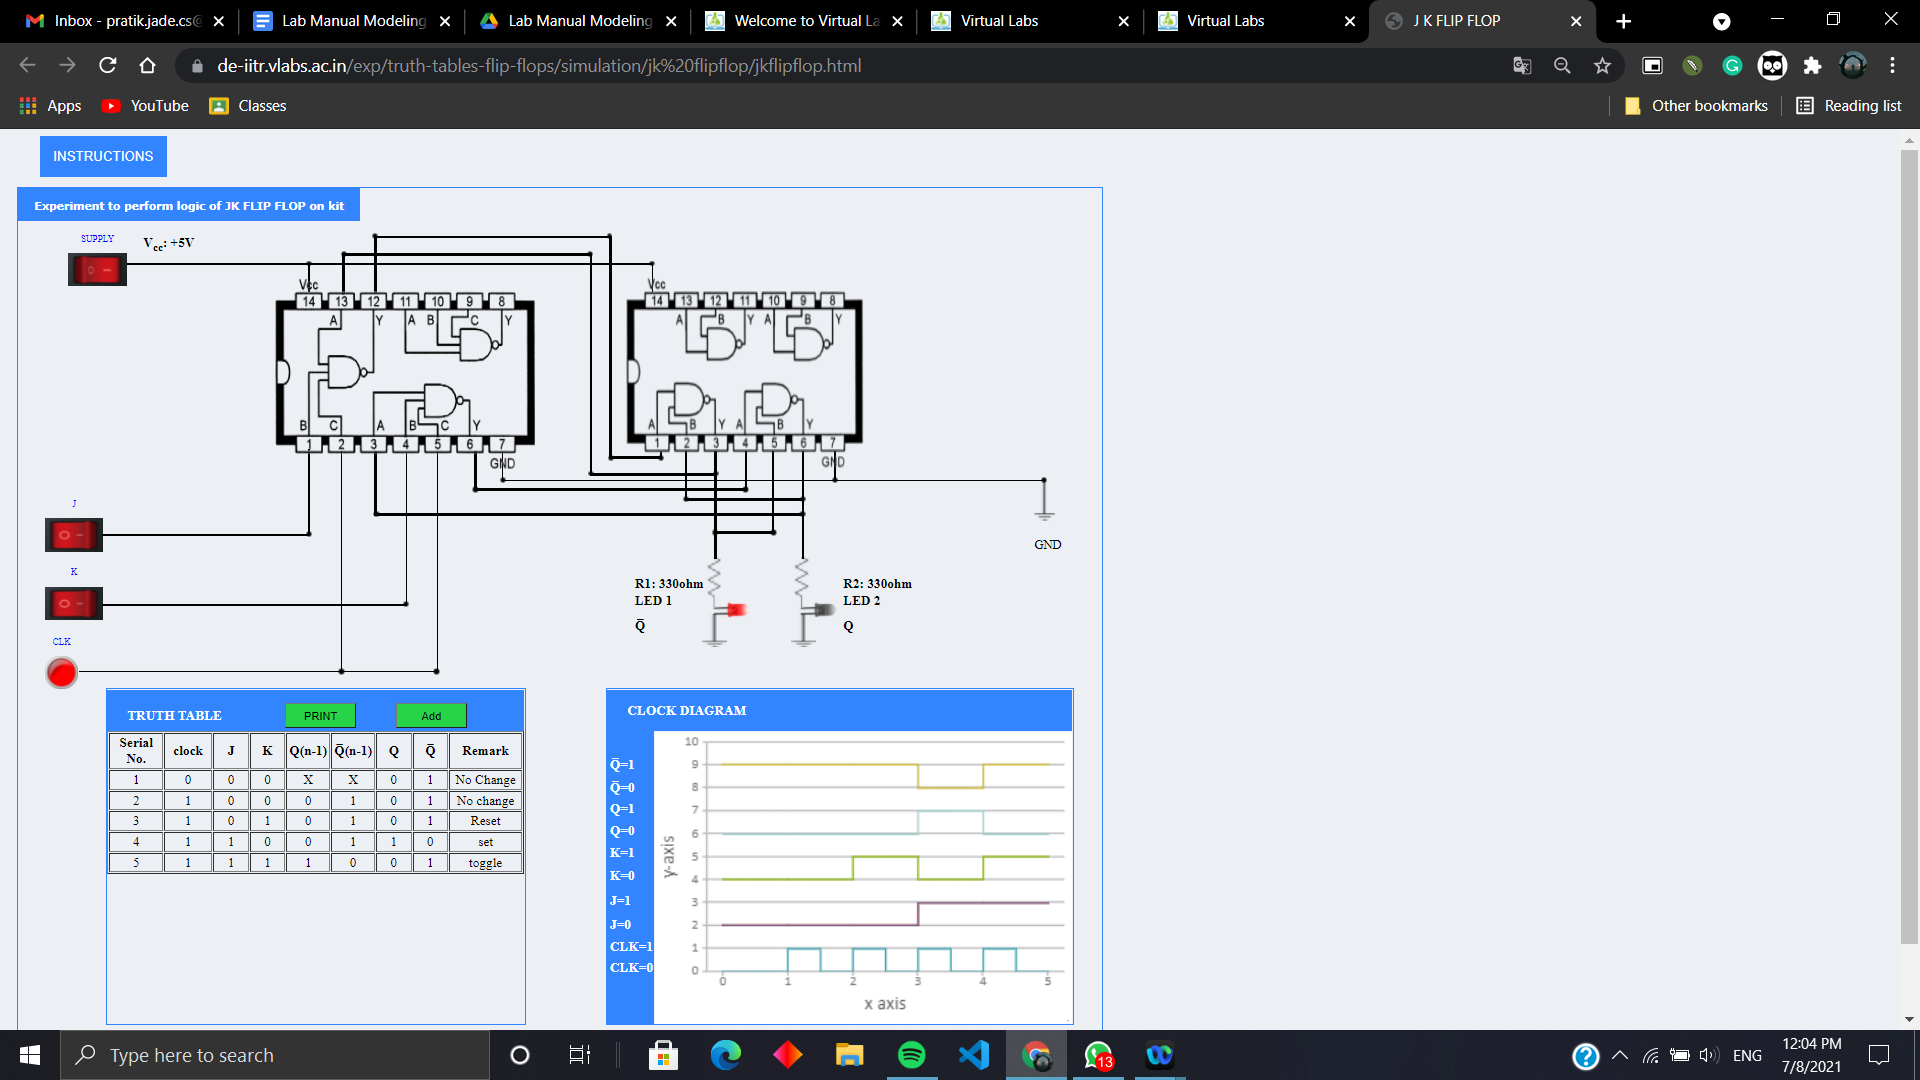 Inbox - pratik.jade.cs@
Lab Manual Modeling
Lab Manual Modeling
Welcome to Virtual La
Virtual Labs
Virtual Labs
J K FLIP FLOP
de-iitr.vlabs.ac.in/exp/truth-tables-flip-flops/simulation/jk%20flipflop/jkflipflop.html
Apps YouTube Classes Other bookmarks Reading list
INSTRUCTIONS
Experiment to perform logic of JK FLIP FLOP on kit
SUPPLY
Vcc: +5V
Vcc Vcc
14 13 12 11 10 9 8
A Y A B C Y
B C A B C Y
1 2 3 4 5 6 7
GND
14 13 12 11 10 9 8
A B Y A B Y
A B Y A B Y
1 2 3 4 5 6 7
GND
J
GND
K
R1: 330ohm
LED 1
Q̅
R2: 330ohm
LED 2
Q
CLK
TRUTH TABLE PRINT Add
Serial No. clock J K Q(n-1) Q̅(n-1) Q Q̅ Remark
1 0 0 0 X X 0 1 No Change
2 1 0 0 0 1 0 1 No change
3 1 0 1 0 1 0 1 Reset
4 1 1 0 0 1 1 0 set
5 1 1 1 1 0 0 1 toggle
CLOCK DIAGRAM
Q̅=1
Q̅=0
Q=1
Q=0
K=1
K=0
J=1
J=0
CLK=1
CLK=0
y-axis
10
9
8
7
6
5
4
3
2
1
0
0 1 2 3 4 5
x axis
Type here to search
13
ENG
12:04 PM
7/8/2021